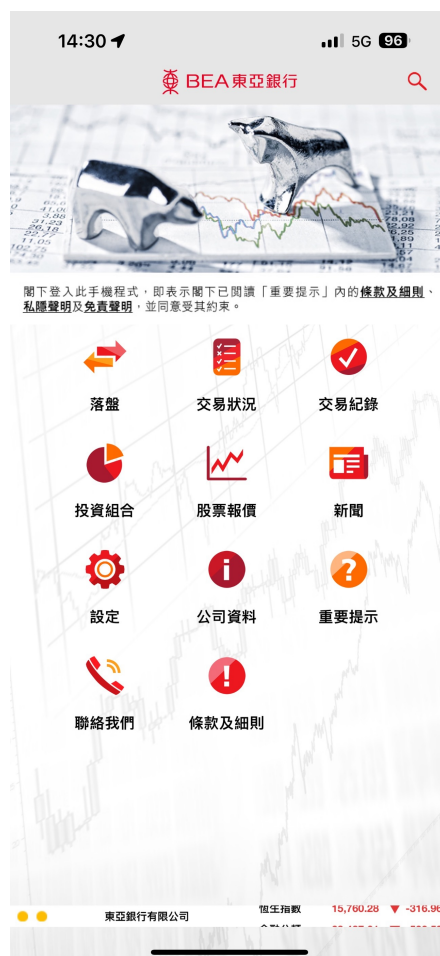 14:30
5G 96
BEA東亞銀行
閣下登入此手機程式，即表示閣下已閱讀「重要提示」內的條款及細則、
私隱聲明及免責聲明，並同意受其約束。
落盤 交易狀況 交易紀錄
投資組合 股票報價 新聞
設定 公司資料 重要提示
聯絡我們 條款及細則
東亞銀行有限公司
恒生指數 15,760.28 ▼ -316.96